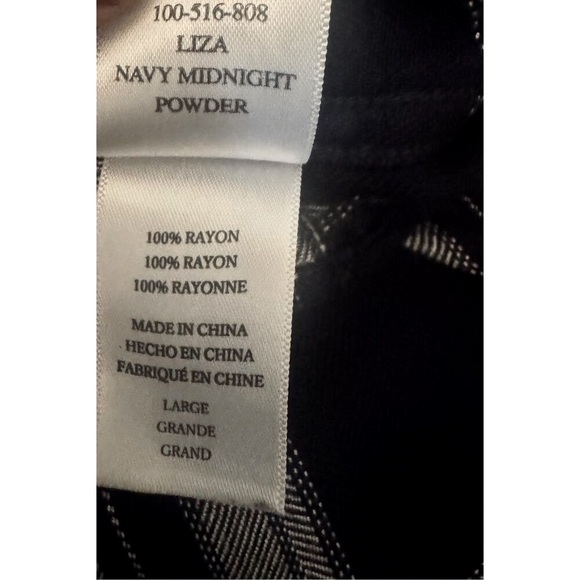 100-516-808
LIZA
NAVY MIDNIGHT
POWDER
100% RAYON
100% RAYON
100% RAYONNE
MADE IN CHINA
HECHO EN CHINA
FABRIQUÉ EN CHINE
LARGE
GRANDE
GRAND